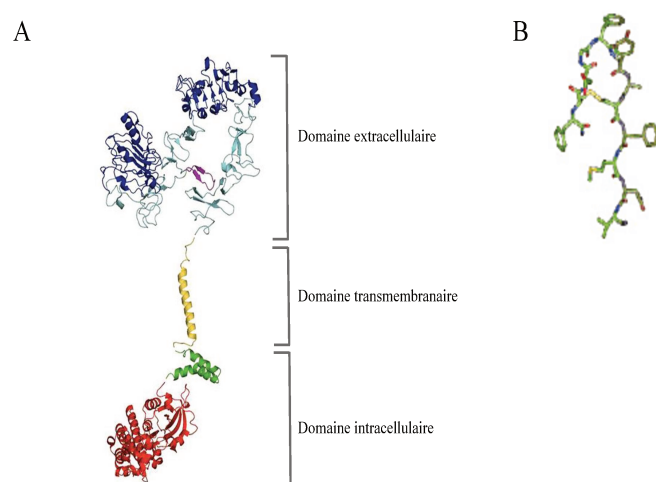 A
B
Domaine extracellulaire
Domaine transmembranaire
Domaine intracellulaire